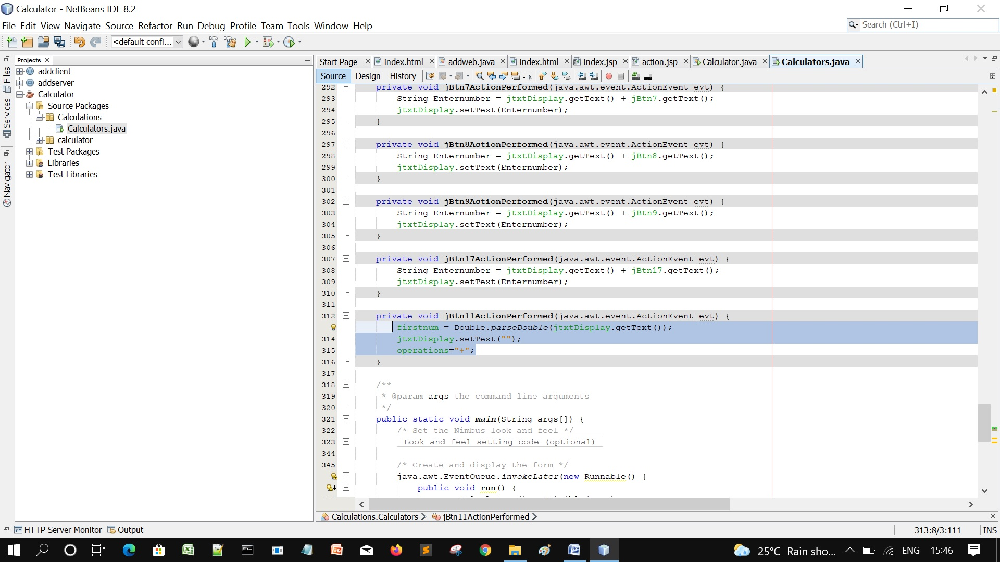 Calculator - NetBeans IDE 8.2
File Edit View Navigate Source Refactor Run Debug Profile Team Tools Window Help
Search (Ctrl+I)
<default confi...
Projects
Files
Services
Navigator
addclient
addserver
Calculator
Source Packages
Calculations
Calculators.java
calculator
Test Packages
Libraries
Test Libraries
Start Page index.html addweb.java index.html index.jsp action.jsp Calculator.java Calculators.java
Source Design History
292 private void jBtn7ActionPerformed(java.awt.event.ActionEvent evt) {
293 String Enternumber = jtxtDisplay.getText() + jBtn7.getText();
294 jtxtDisplay.setText(Enternumber);
295 }
296
297 private void jBtn8ActionPerformed(java.awt.event.ActionEvent evt) {
298 String Enternumber = jtxtDisplay.getText() + jBtn8.getText();
299 jtxtDisplay.setText(Enternumber);
300 }
301
302 private void jBtn9ActionPerformed(java.awt.event.ActionEvent evt) {
303 String Enternumber = jtxtDisplay.getText() + jBtn9.getText();
304 jtxtDisplay.setText(Enternumber);
305 }
306
307 private void jBtn17ActionPerformed(java.awt.event.ActionEvent evt) {
308 String Enternumber = jtxtDisplay.getText() + jBtn17.getText();
309 jtxtDisplay.setText(Enternumber);
310 }
311
312 private void jBtn11ActionPerformed(java.awt.event.ActionEvent evt) {
firstnum = Double.parseDouble(jtxtDisplay.getText());
314 jtxtDisplay.setText("");
315 operations="+";
316 }
317
318 /**
319 * @param args the command line arguments
320 */
321 public static void main(String args[]) {
322 /* Set the Nimbus look and feel */
323 Look and feel setting code (optional)
344
345 /* Create and display the form */
java.awt.EventQueue.invokeLater(new Runnable() {
public void run() {
Calculations.Calculators jBtn11ActionPerformed
HTTP Server Monitor Output
313:8/3:111 INS
25°C Rain sho... ENG 15:46